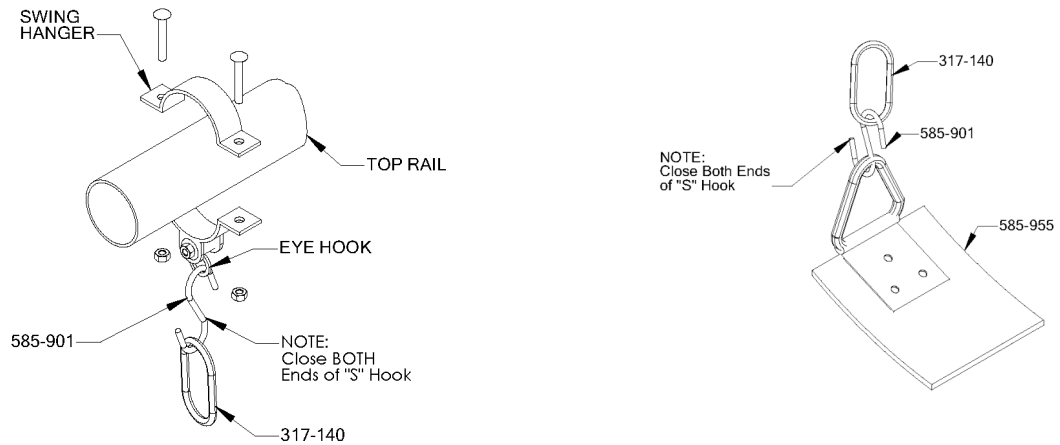 SWING
HANGER
TOP RAIL
EYE HOOK
585-901
NOTE:
Close BOTH
Ends of "S" Hook
317-140
317-140
585-901
NOTE:
Close Both Ends
of "S" Hook
585-955